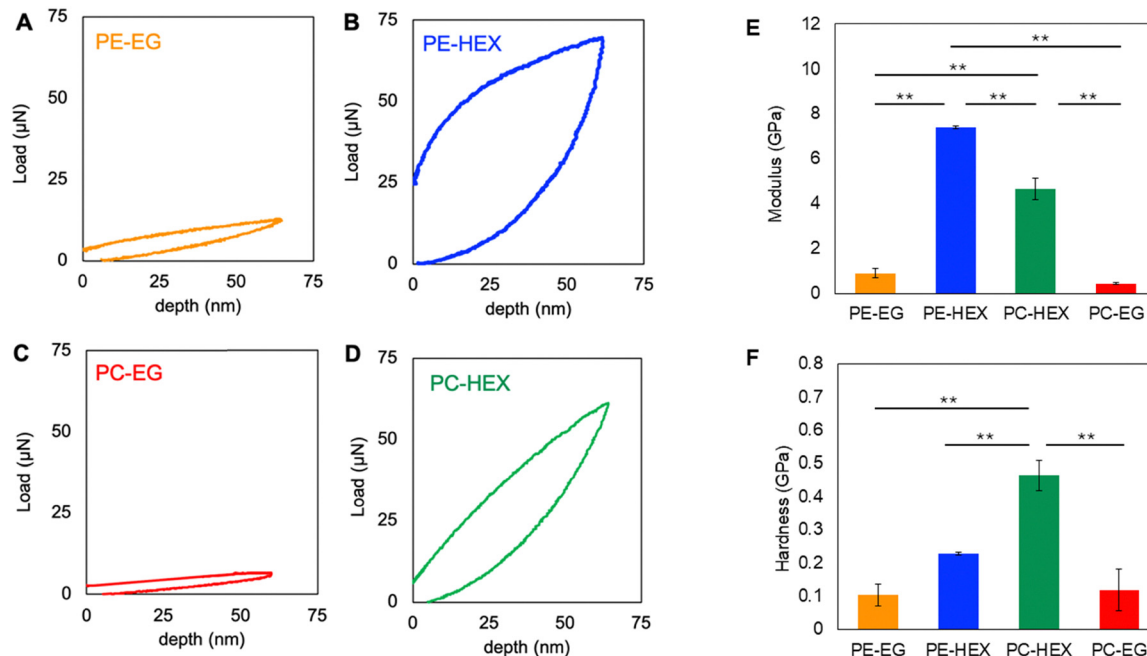 A
PE-EG
75
50
25
0
Load (µN)
0
25
50
75
depth (nm)
B
PE-HEX
75
50
25
0
Load (µN)
0
25
50
75
depth (nm)
C
PC-EG
75
50
25
0
Load (µN)
0
25
50
75
depth (nm)
D
PC-HEX
75
50
25
0
Load (µN)
0
25
50
75
depth (nm)
E
12
10
8
6
4
2
0
Modulus (GPa)
**
**
** ** **
PE-EG PE-HEX PC-HEX PC-EG
F
0.8
0.7
0.6
0.5
0.4
0.3
0.2
0.1
0
Hardness (GPa)
**
** **
PE-EG PE-HEX PC-HEX PC-EG